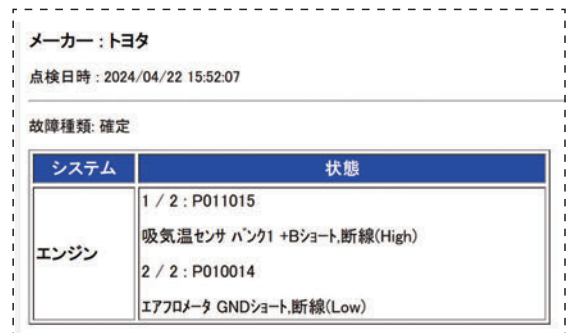 メーカー : トヨタ
点検日時 : 2024/04/22 15:52:07
故障種類: 確定
システム 状態
エンジン
1 / 2 : P011015
吸気温センサ バンク1 +Bショート,断線(High)
2 / 2 : P010014
エアフロメータ GNDショート,断線(Low)